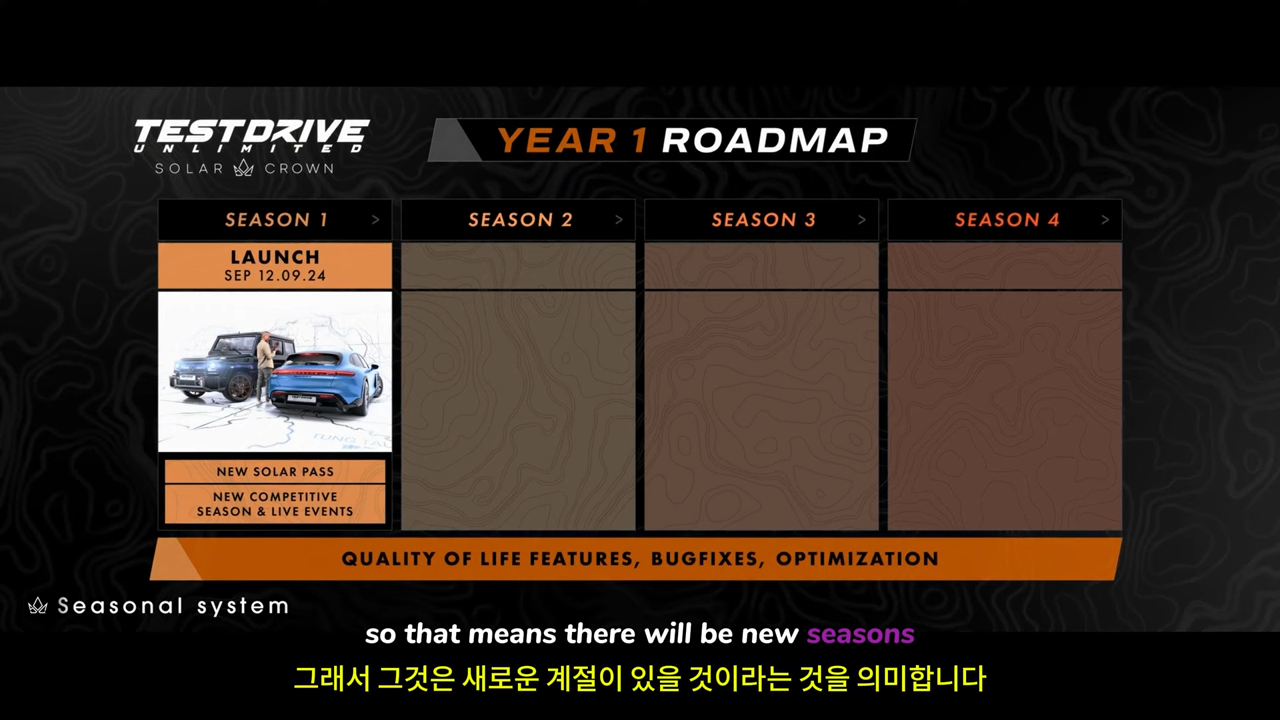 TEST DRIVE
UNLIMITED
SOLAR CROWN
YEAR 1 ROADMAP
SEASON 1 >
SEASON 2 >
SEASON 3 >
SEASON 4 >
LAUNCH
SEP 12.09.24
NEW SOLAR PASS
NEW COMPETITIVE
SEASON & LIVE EVENTS
QUALITY OF LIFE FEATURES, BUGFIXES, OPTIMIZATION
Seasonal system
so that means there will be new seasons
그래서 그것은 새로운 계절이 있을 것이라는 것을 의미합니다